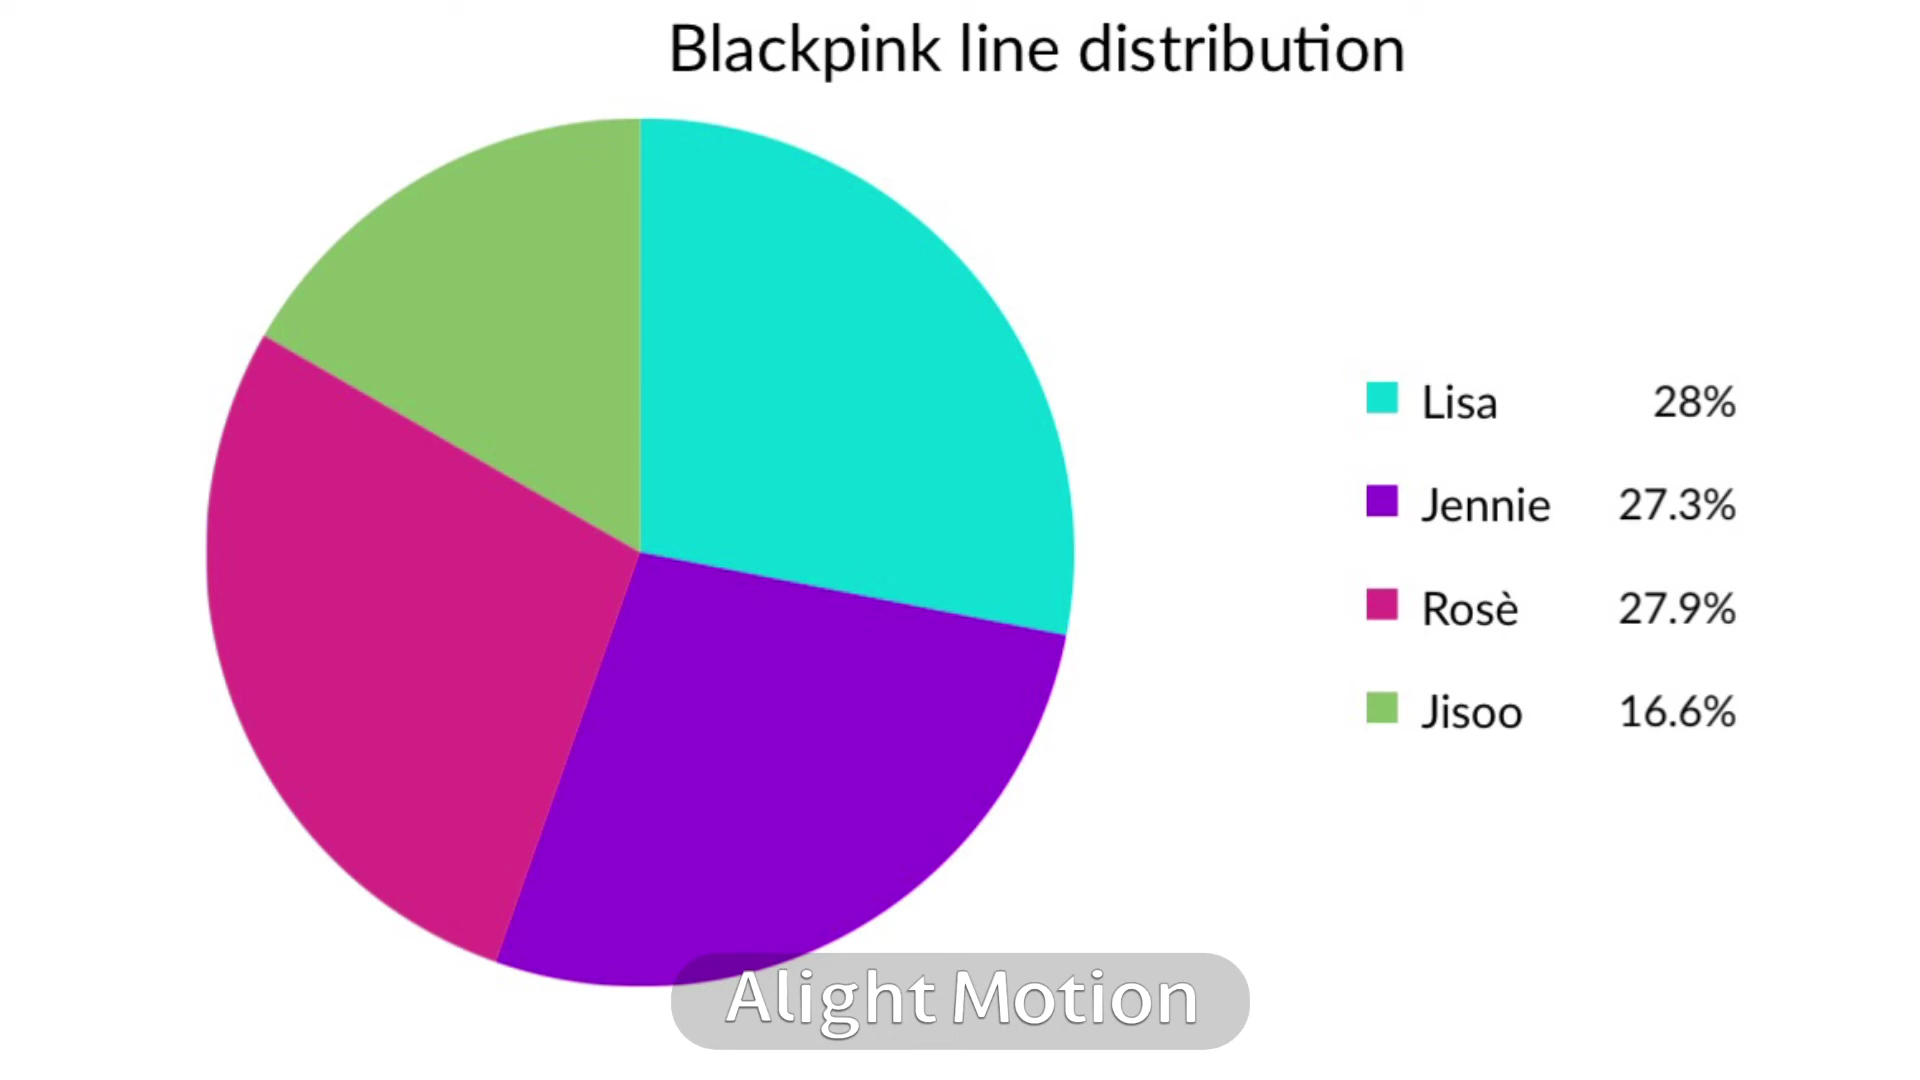 Blackpink line distribution
Lisa 28%
Jennie 27.3%
Rosè 27.9%
Jisoo 16.6%
Alight Motion